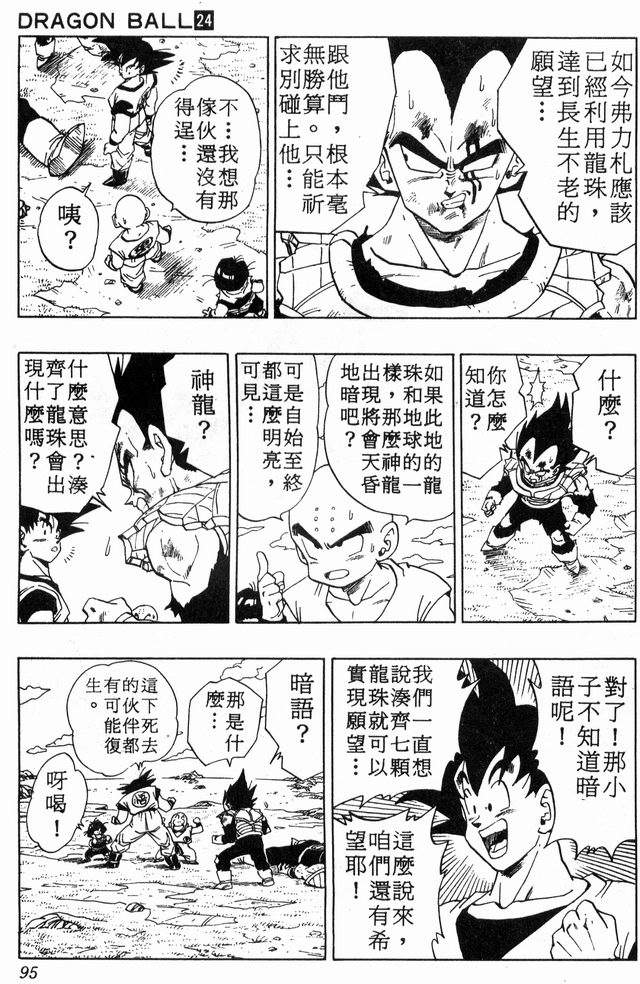 DRAGON BALL 24
如今弗力札應該
已經利用龍珠，
達到長生不老的
願望…
跟他鬥，根本毫
無勝算。只能祈
求別碰上他…
不…我想那
傢伙還沒有
得逞…
咦？
什麼？
你怎麼
知道？
如果此地的龍
珠和地球的一
樣，那麼神龍
出現將會天昏
地暗吧？
可是自始至終
都這麼明亮，
可見…
神龍？
什麼意思？湊
齊了龍珠會出
現什麼嗎？
對了！那小
子不知道暗
語呢！
我們一直想
說湊齊七顆
龍珠就可以
實現願望…
這麼說來，
咱們還有希
望耶！
暗語？
那是什
麼…
這下死去
的伙伴都
有可能復
生。
呀喝！
95